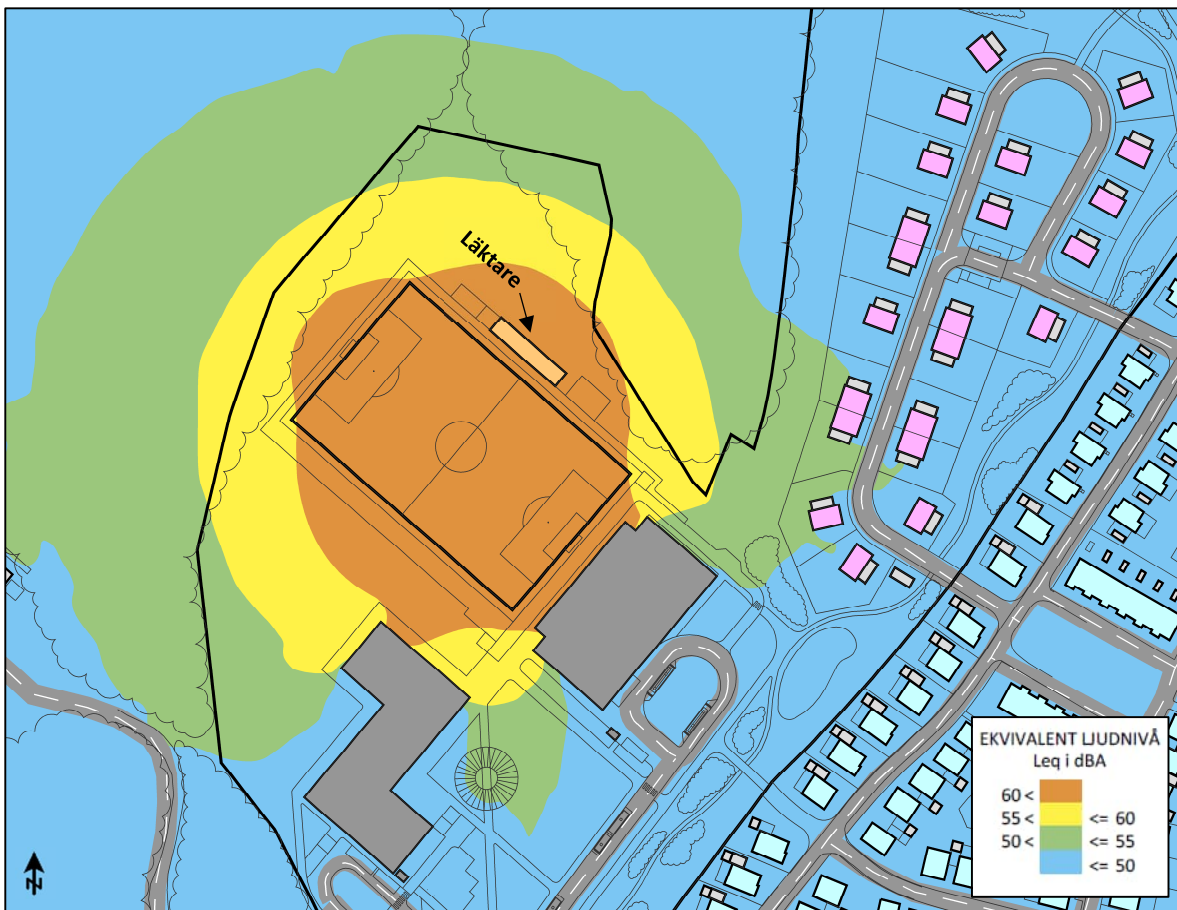 Läktare
N
EKVIVALENT LJUDNIVÅ
Leq i dBA
60 <
55 < <= 60
50 < <= 55
<= 50